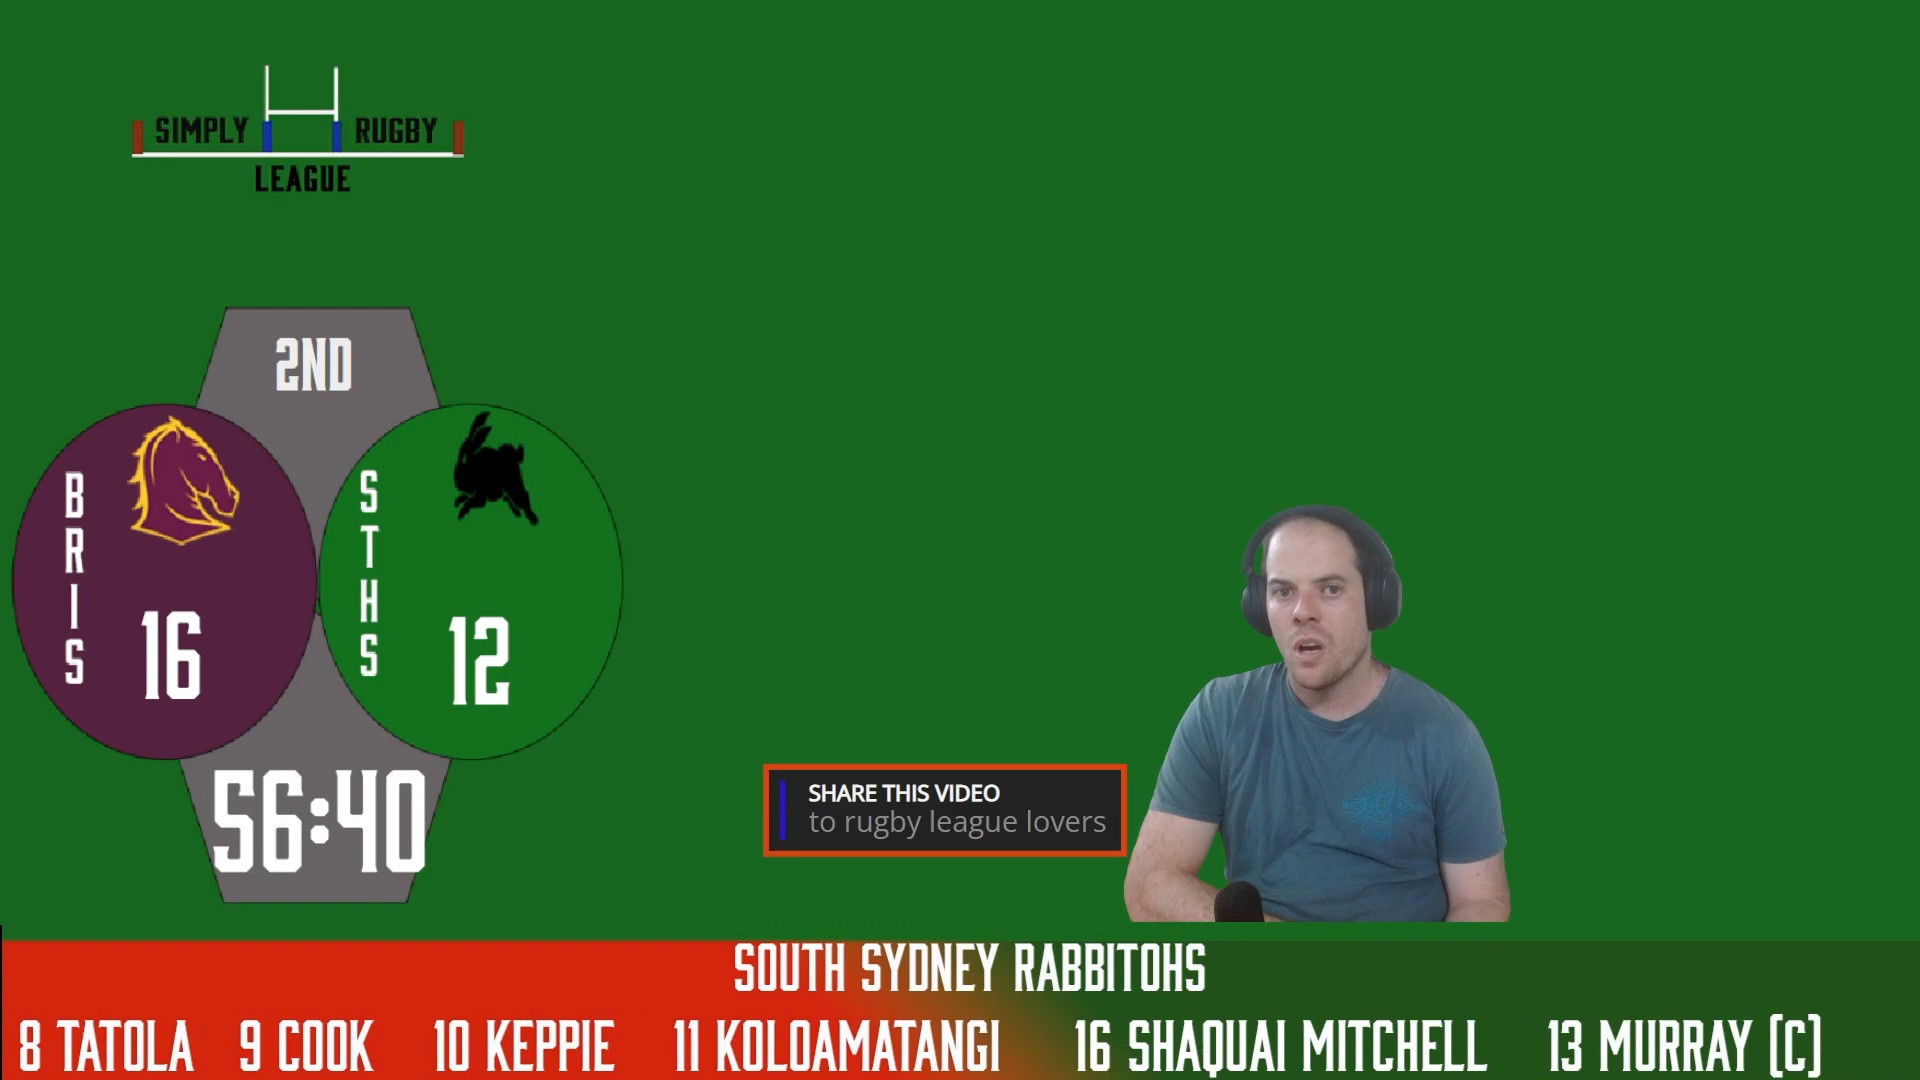 SIMPLY RUGBY
LEAGUE
2ND
BRIS
16
STHS
12
56:40
SHARE THIS VIDEO
to rugby league lovers
SOUTH SYDNEY RABBITOHS
8 TATOLA 9 COOK 10 KEPPIE 11 KOLOAMATANGI 16 SHAQUAI MITCHELL 13 MURRAY (C)